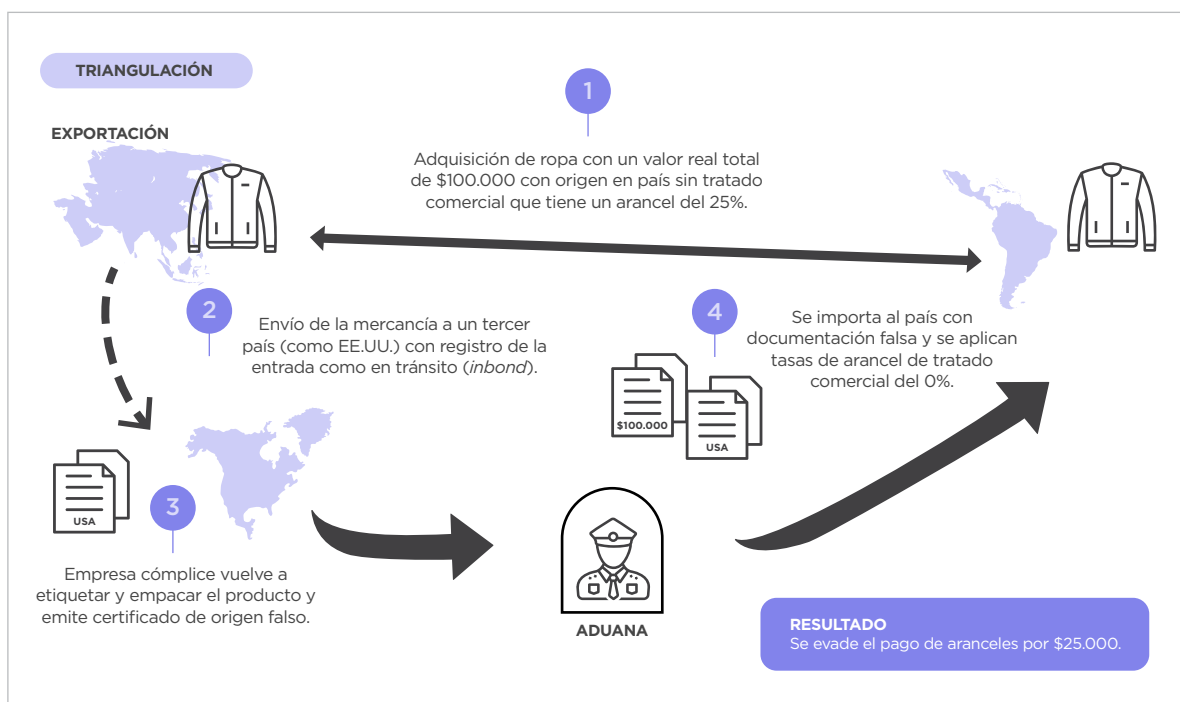 TRIANGULACIÓN
EXPORTACIÓN
1
Adquisición de ropa con un valor real total
de $100.000 con origen en país sin tratado
comercial que tiene un arancel del 25%.
2
Envío de la mercancía a un tercer
país (como EE.UU.) con registro de la
entrada como en tránsito (inbond).
USA
3
Empresa cómplice vuelve a
etiquetar y empacar el producto y
emite certificado de origen falso.
ADUANA
4
Se importa al país con
documentación falsa y se aplican
tasas de arancel de tratado
comercial del 0%.
$100.000
USA
RESULTADO
Se evade el pago de aranceles por $25.000.